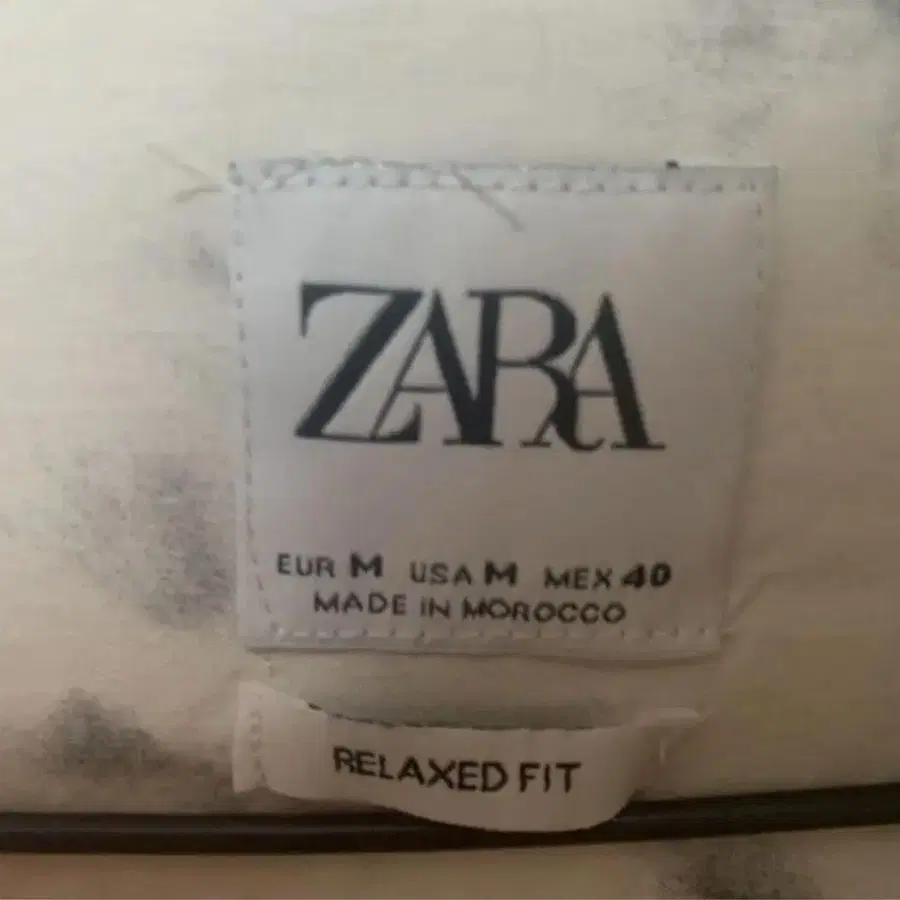 ZARA
EUR M USA M MEX 40
MADE IN MOROCCO
RELAXED FIT